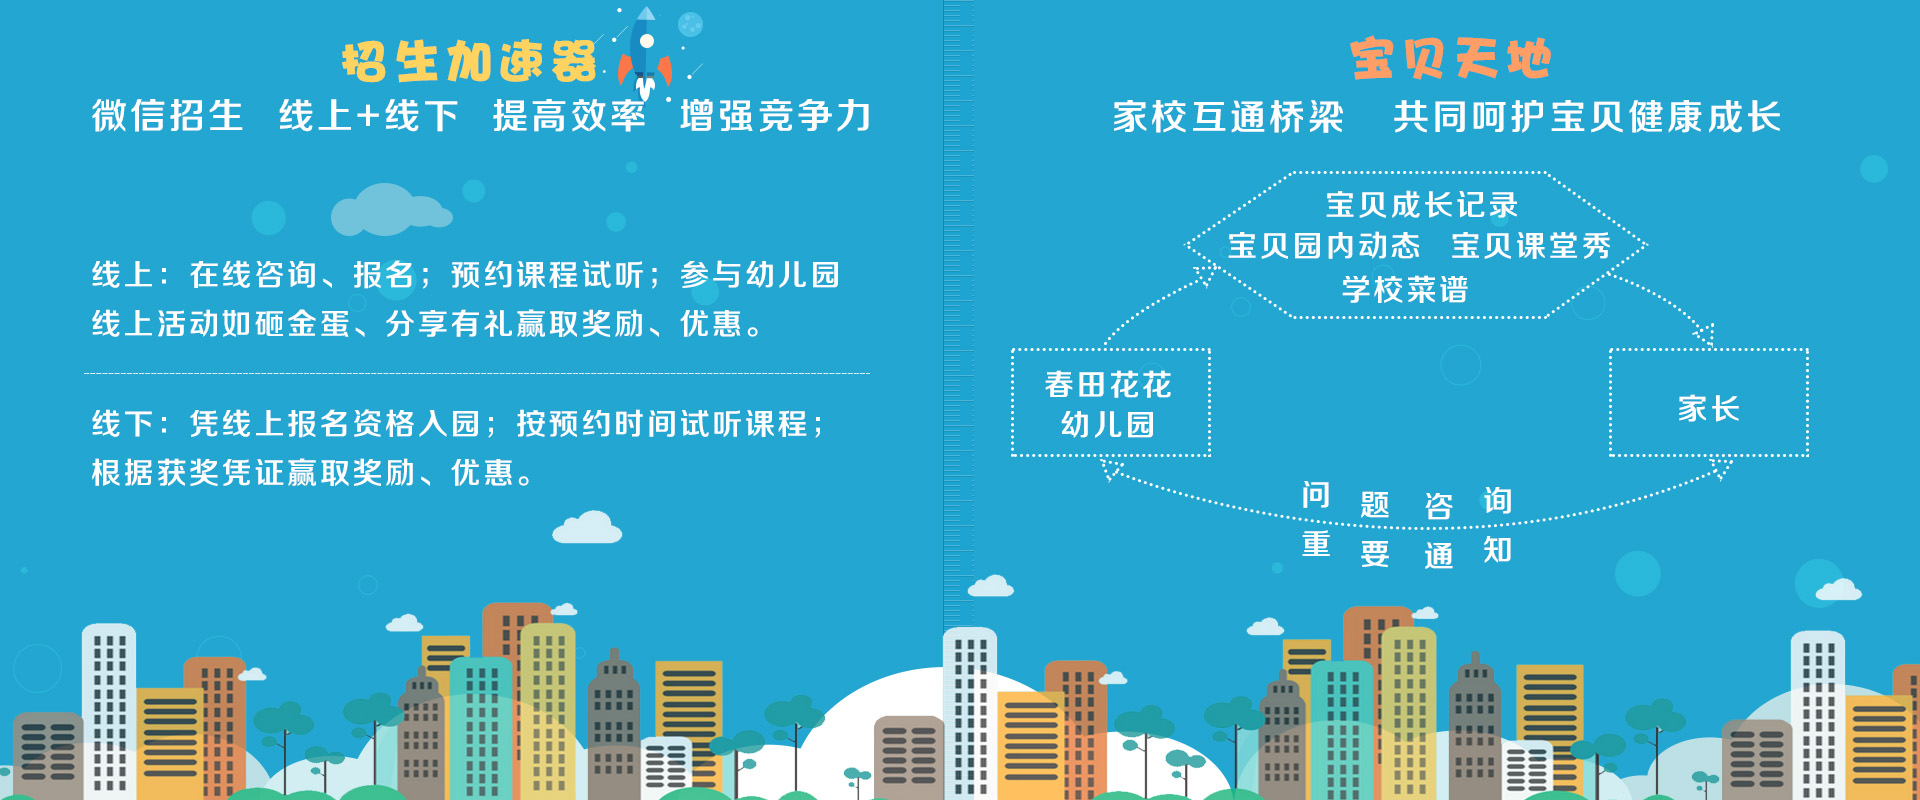 招生加速器
微信招生 线上+线下 提高效率 增强竞争力
线上：在线咨询、报名；预约课程试听；参与幼儿园
线上活动如砸金蛋、分享有礼赢取奖励、优惠。
线下：凭线上报名资格入园；按预约时间试听课程；
根据获奖凭证赢取奖励、优惠。
宝贝天地
家校互通桥梁 共同呵护宝贝健康成长
宝贝成长记录
宝贝园内动态 宝贝课堂秀
学校菜谱
春田花花
幼儿园
家长
问题咨询
重要通知